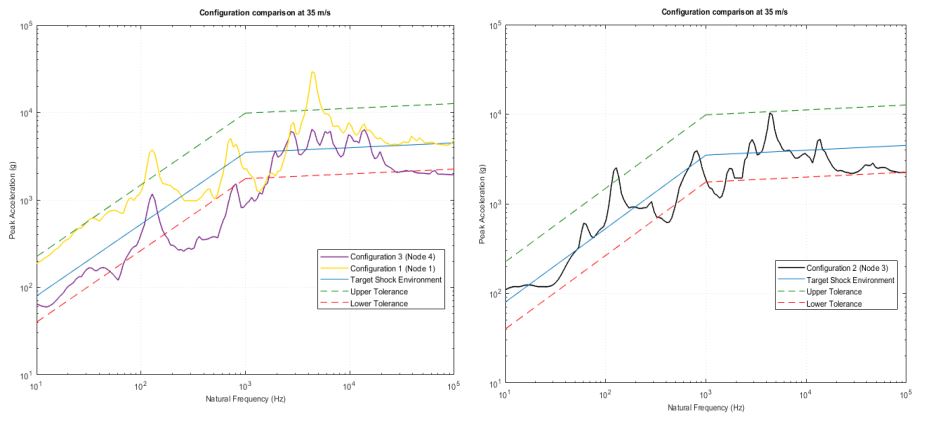 Configuration comparison at 35 m/s
10^5
10^4
10^3
10^2
10^1
Peak Acceleration (g)
Configuration 3 (Node 4)
Configuration 1 (Node 1)
Target Shock Environment
Upper Tolerance
Lower Tolerance
10^1 10^2 10^3 10^4 10^5
Natural Frequency (Hz)
Configuration comparison at 35 m/s
10^5
10^4
10^3
10^2
10^1
Peak Acceleration (g)
Configuration 2 (Node 3)
Target Shock Environment
Upper Tolerance
Lower Tolerance
10^1 10^2 10^3 10^4 10^5
Natural Frequency (Hz)